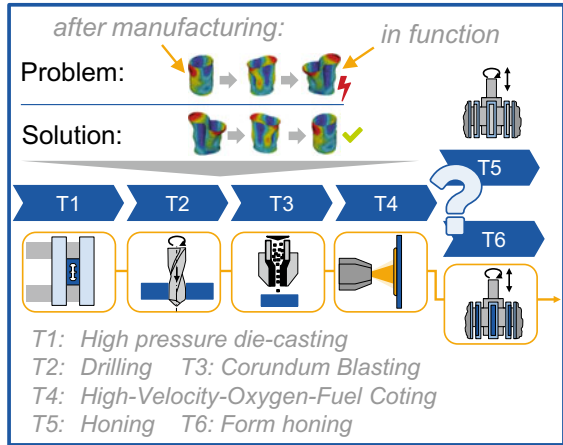 after manufacturing:
in function
Problem:
Solution:
T1 T2 T3 T4 ? T5
T6
T1: High pressure die-casting
T2: Drilling T3: Corundum Blasting
T4: High-Velocity-Oxygen-Fuel Coting
T5: Honing T6: Form honing